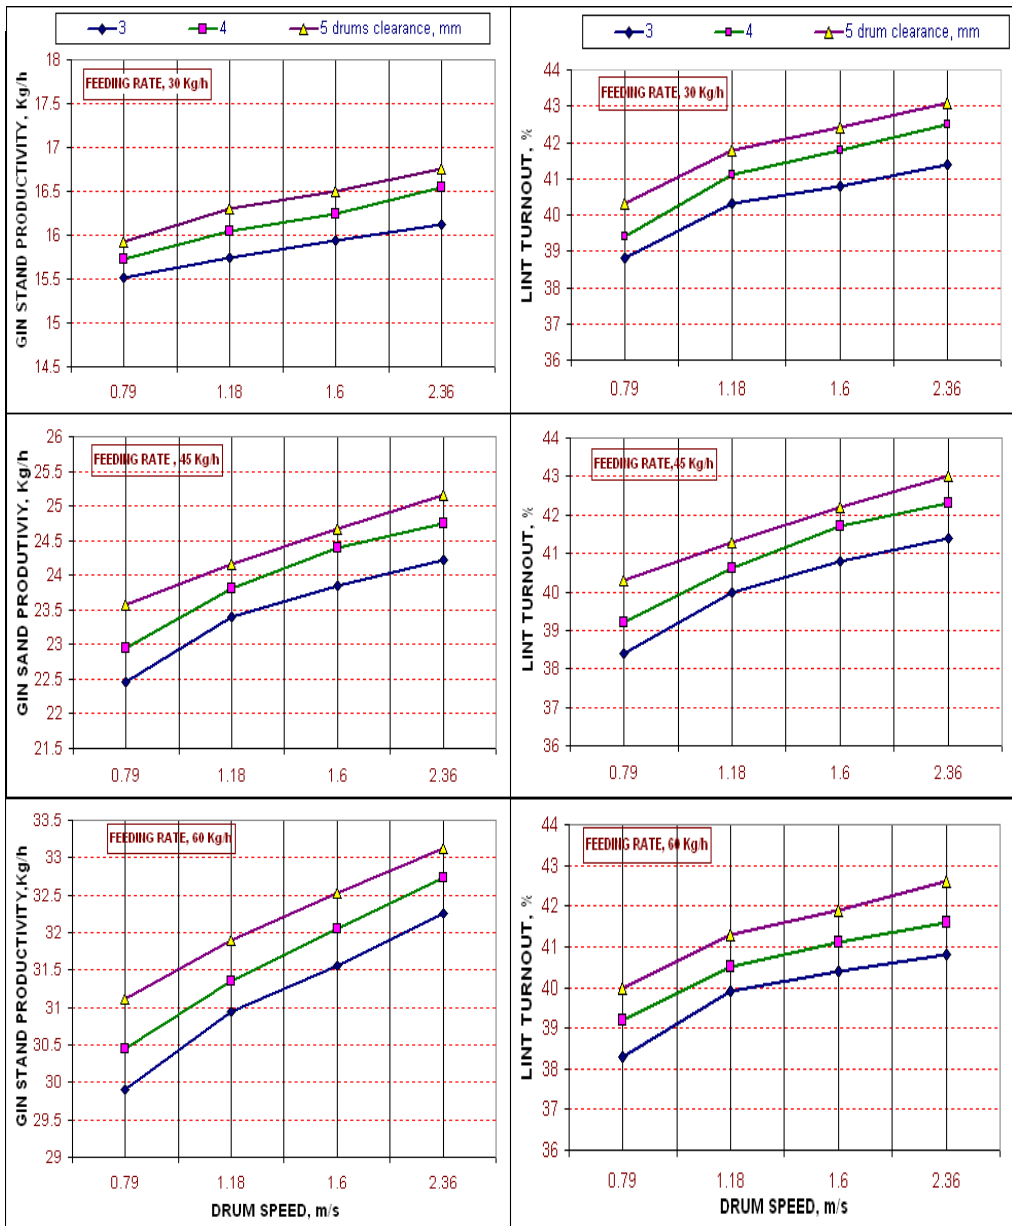 3 4 5 drums clearance, mm
3 4 5 drum clearance, mm
GIN STAND PRODUCTIVITY, Kg/h
FEEDING RATE, 30 Kg/h
18
17.5
17
16.5
16
15.5
15
14.5
0.79 1.18 1.6 2.36
LINT TURNOUT, %
FEEDING RATE, 30 Kg/h
44
43
42
41
40
39
38
37
36
0.79 1.18 1.6 2.36
GIN SAND PRODUTIVIY, Kg/h
FEEDING RATE , 45 Kg/h
26
25.5
25
24.5
24
23.5
23
22.5
22
21.5
0.79 1.18 1.6 2.36
LINT TURNOUT, %
FEEDING RATE,45 Kg/h
44
43
42
41
40
39
38
37
36
0.79 1.18 1.6 2.36
GIN STAND PRODUCTIVITY,Kg/h
FEEDING RATE, 60 Kg/h
33.5
33
32.5
32
31.5
31
30.5
30
29.5
29
0.79 1.18 1.6 2.36
DRUM SPEED, m/s
LINT TURNOUT, %
FEEDING RATE, 60 Kg/h
44
43
42
41
40
39
38
37
36
0.79 1.18 1.6 2.36
DRUM SPEED, m/s